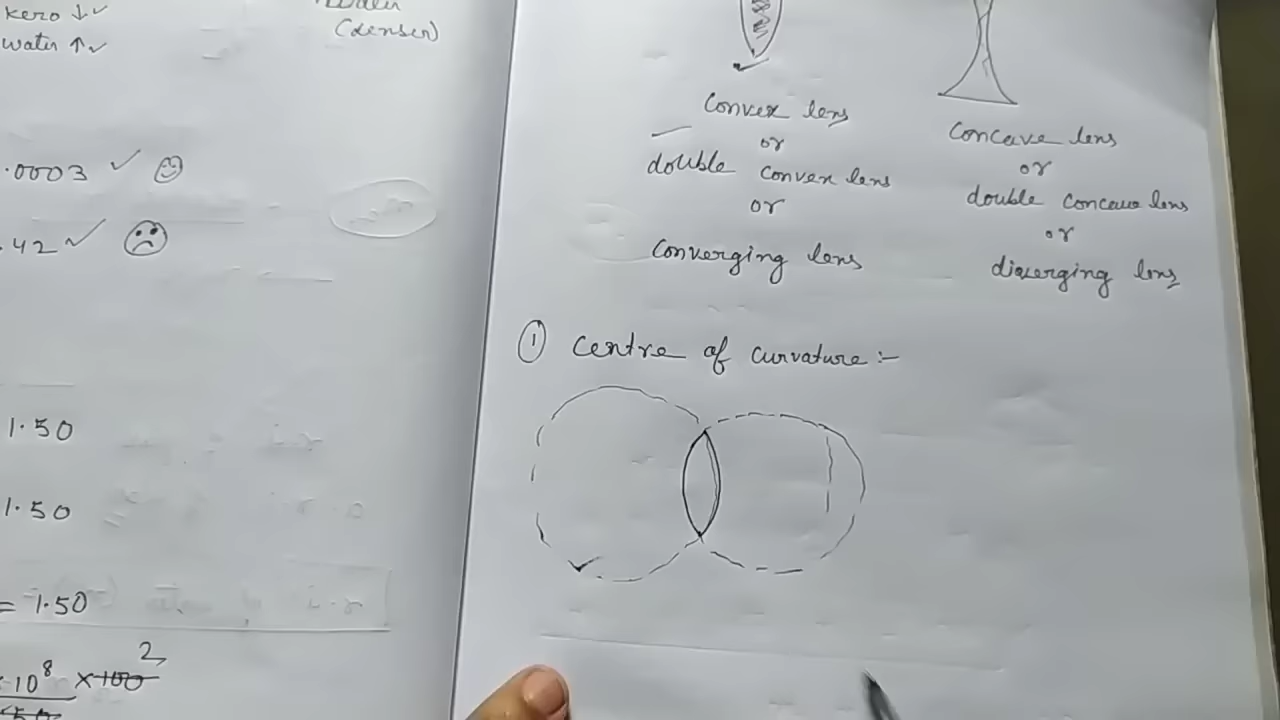 kero ↓✓
water ↑✓
(denser)
.0003 ✓
.42 ✓
1.50
1.50
= 1.50
10⁸ ×100
2
Convex lens
or
double convex lens
or
Converging lens
Concave lens
or
double concave lens
or
diverging lens
① Centre of curvature :-